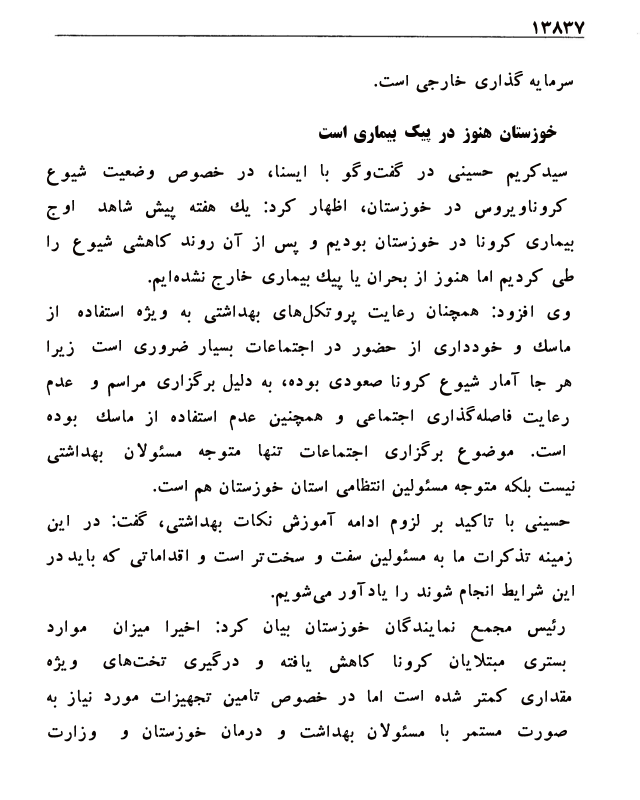 ۱۳۸۳۷
سرمایه گذاری خارجی است.
خوزستان هنوز در پیک بیماری است
سیدکریم حسینی در گفت‌وگو با ایسنا، در خصوص وضعیت شیوع
کروناویروس در خوزستان، اظهار کرد: یك هفته پیش شاهد اوج
بیماری کرونا در خوزستان بودیم و پس از آن روند کاهشی شیوع را
طی کردیم اما هنوز از بحران یا پیك بیماری خارج نشده‌ایم.
وی افزود: همچنان رعایت پروتکل‌های بهداشتی به ویژه استفاده از
ماسك و خودداری از حضور در اجتماعات بسیار ضروری است زیرا
هر جا آمار شیوع کرونا صعودی بوده، به دلیل برگزاری مراسم و عدم
رعایت فاصله‌گذاری اجتماعی و همچنین عدم استفاده از ماسك بوده
است. موضوع برگزاری اجتماعات تنها متوجه مسئولان بهداشتی
نیست بلکه متوجه مسئولین انتظامی استان خوزستان هم است.
حسینی با تاکید بر لزوم ادامه آموزش نکات بهداشتی، گفت: در این
زمینه تذکرات ما به مسئولین سفت و سخت‌تر است و اقداماتی که باید در
این شرایط انجام شوند را یادآور می‌شویم.
رئیس مجمع نمایندگان خوزستان بیان کرد: اخیرا میزان موارد
بستری مبتلایان کرونا کاهش یافته و درگیری تخت‌های ویژه
مقداری کمتر شده است اما در خصوص تامین تجهیزات مورد نیاز به
صورت مستمر با مسئولان بهداشت و درمان خوزستان و وزارت